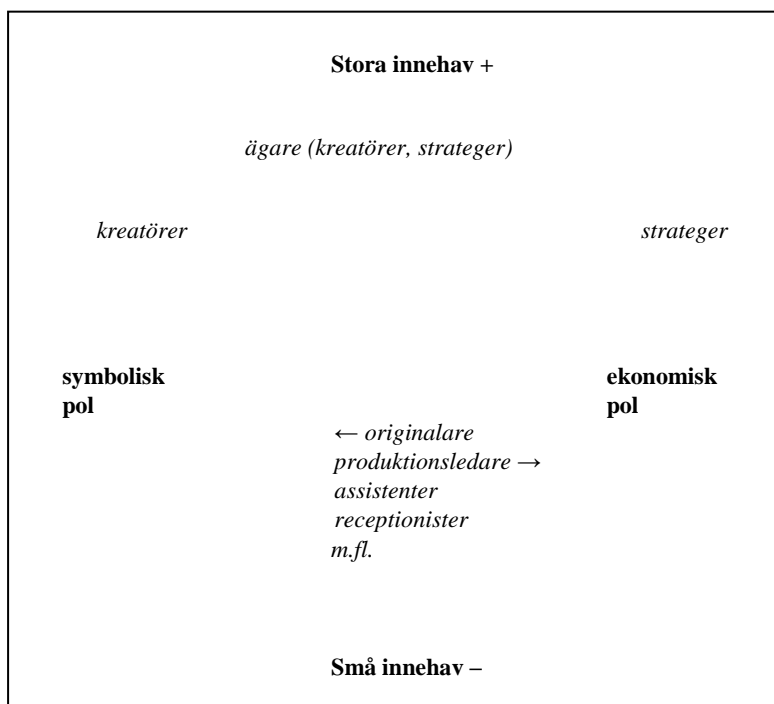 Stora innehav +
ägare (kreatörer, strateger)
kreatörer strateger
symbolisk ekonomisk
pol pol
← originalare
produktionsledare →
assistenter
receptionister
m.fl.
Små innehav –